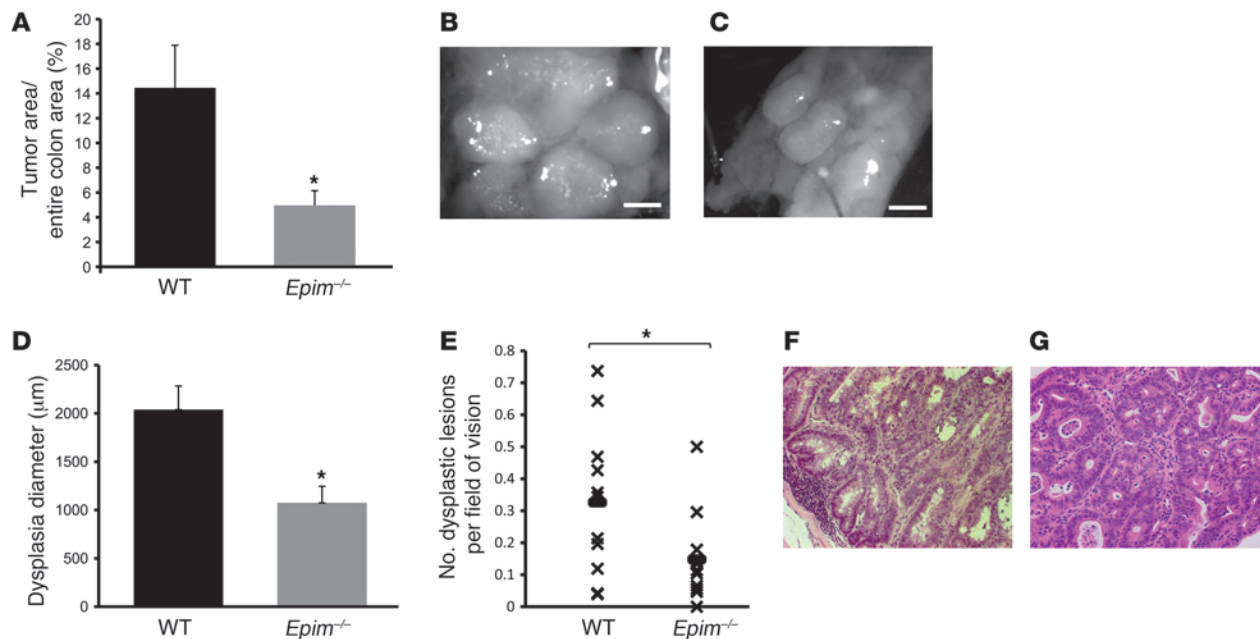 A
Tumor area/
entire colon area (%)
20
18
16
14
12
10
8
6
4
2
0
*
WT
Epim–/–
B
C
D
Dysplasia diameter (μm)
2500
2000
1500
1000
500
0
*
WT
Epim–/–
E
No. dysplastic lesions
per field of vision
0.8
0.7
0.6
0.5
0.4
0.3
0.2
0.1
0
*
WT
Epim–/–
F
G